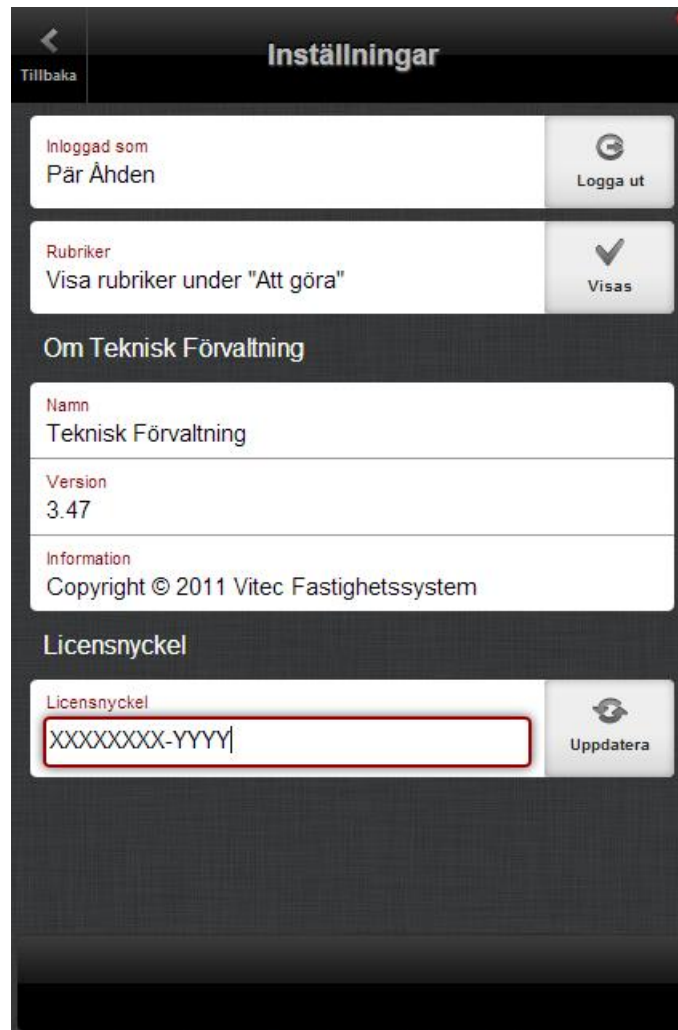 Tillbaka
Inställningar
Inloggad som
Pär Åhden
Logga ut
Rubriker
Visa rubriker under "Att göra"
Visas
Om Teknisk Förvaltning
Namn
Teknisk Förvaltning
Version
3.47
Information
Copyright © 2011 Vitec Fastighetssystem
Licensnyckel
Licensnyckel
XXXXXXXX-YYYY
Uppdatera